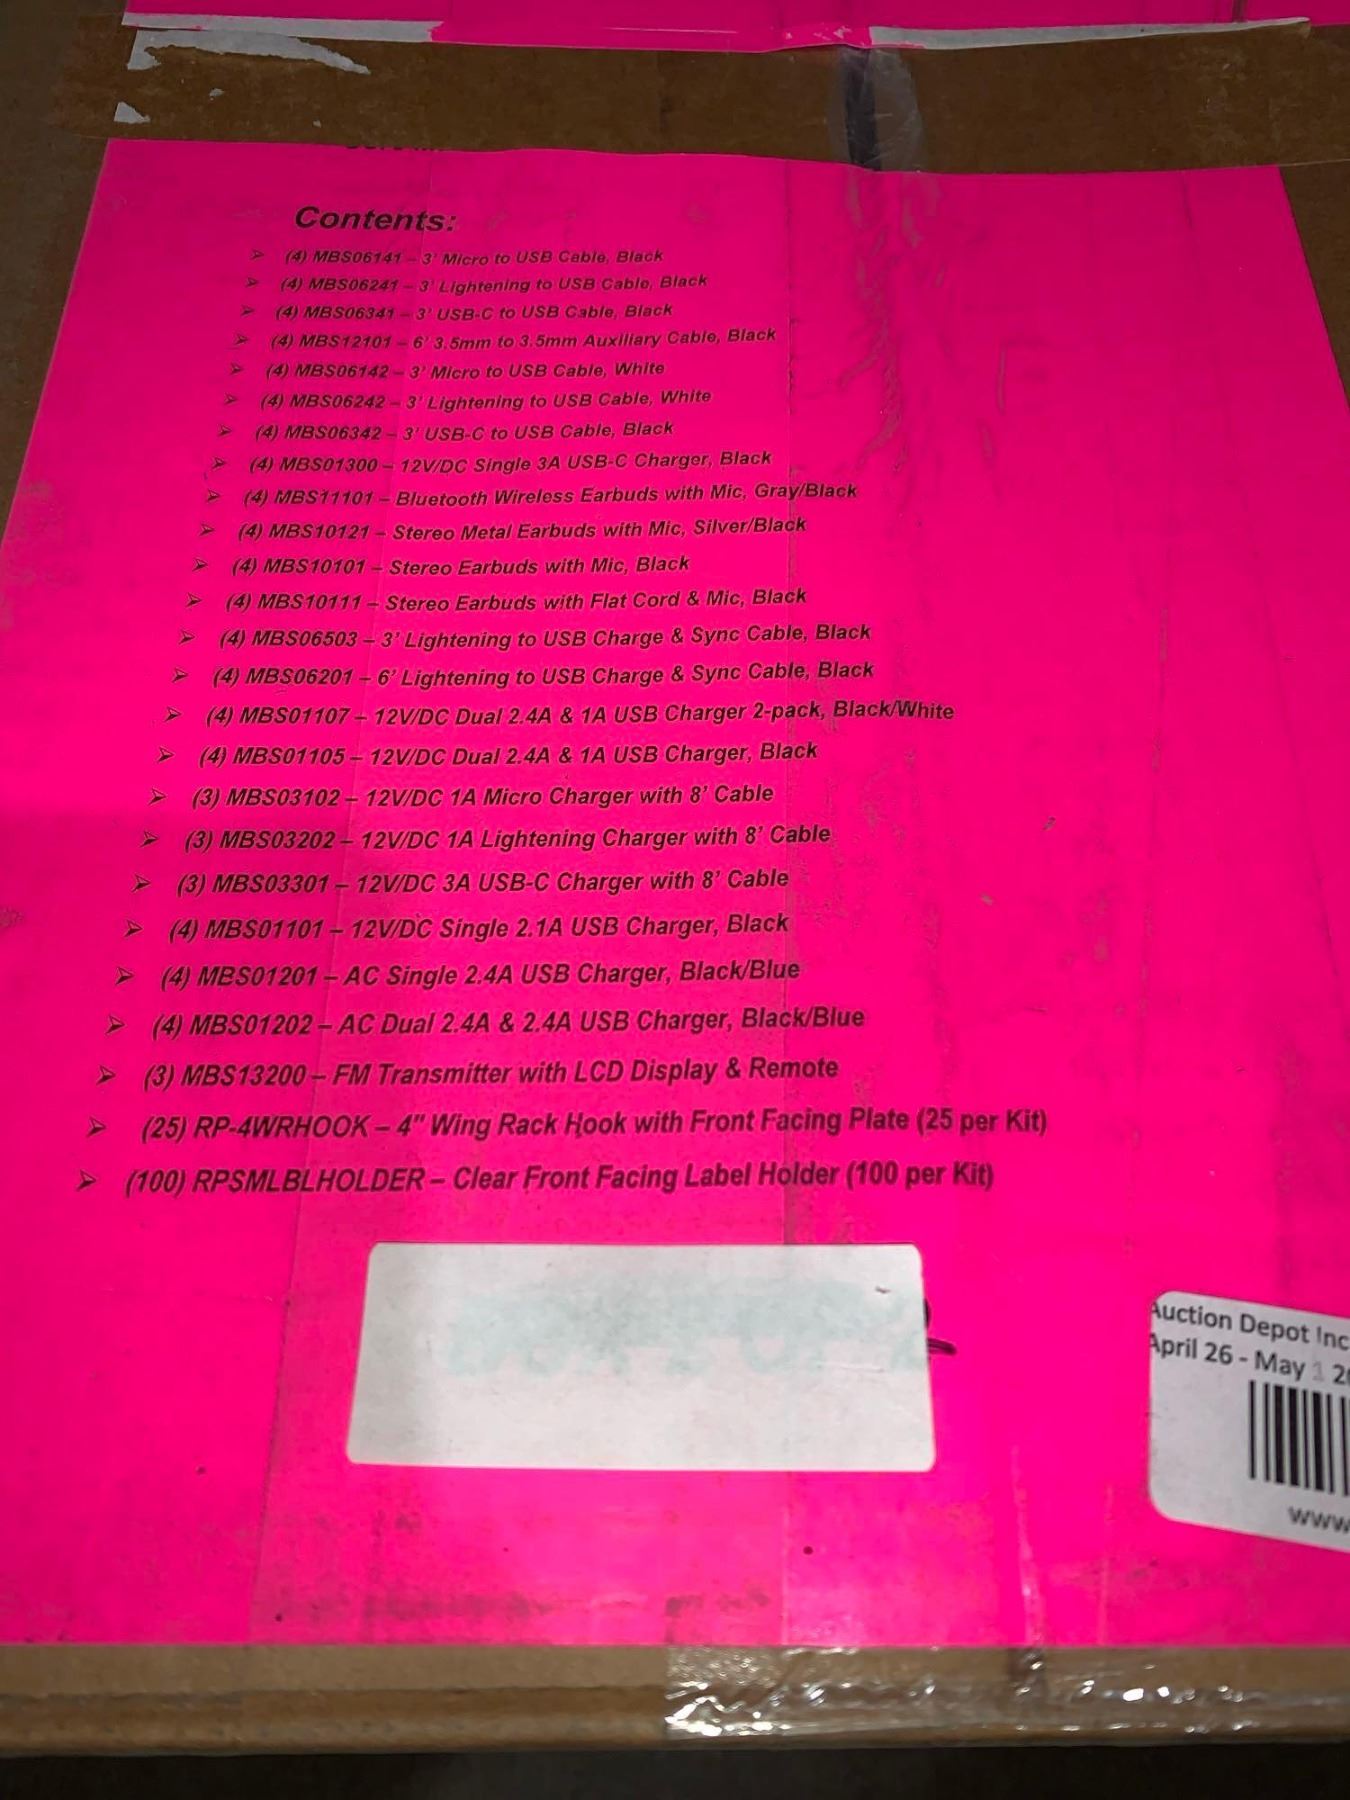 Contents:
➢ (4) MBS06141 – 3' Micro to USB Cable, Black
➢ (4) MBS06241 – 3' Lightening to USB Cable, Black
➢ (4) MBS06341 – 3' USB-C to USB Cable, Black
➢ (4) MBS12101 – 6' 3.5mm to 3.5mm Auxiliary Cable, Black
➢ (4) MBS06142 – 3' Micro to USB Cable, White
➢ (4) MBS06242 – 3' Lightening to USB Cable, White
➢ (4) MBS06342 – 3' USB-C to USB Cable, Black
➢ (4) MBS01300 – 12V/DC Single 3A USB-C Charger, Black
➢ (4) MBS11101 – Bluetooth Wireless Earbuds with Mic, Gray/Black
➢ (4) MBS10121 – Stereo Metal Earbuds with Mic, Silver/Black
➢ (4) MBS10101 – Stereo Earbuds with Mic, Black
➢ (4) MBS10111 – Stereo Earbuds with Flat Cord & Mic, Black
➢ (4) MBS06503 – 3' Lightening to USB Charge & Sync Cable, Black
➢ (4) MBS06201 – 6' Lightening to USB Charge & Sync Cable, Black
➢ (4) MBS01107 – 12V/DC Dual 2.4A & 1A USB Charger 2-pack, Black/White
➢ (4) MBS01105 – 12V/DC Dual 2.4A & 1A USB Charger, Black
➢ (3) MBS03102 – 12V/DC 1A Micro Charger with 8' Cable
➢ (3) MBS03202 – 12V/DC 1A Lightening Charger with 8' Cable
➢ (3) MBS03301 – 12V/DC 3A USB-C Charger with 8' Cable
➢ (4) MBS01101 – 12V/DC Single 2.1A USB Charger, Black
➢ (4) MBS01201 – AC Single 2.4A USB Charger, Black/Blue
➢ (4) MBS01202 – AC Dual 2.4A & 2.4A USB Charger, Black/Blue
➢ (3) MBS13200 – FM Transmitter with LCD Display & Remote
➢ (25) RP-4WRHOOK – 4" Wing Rack Hook with Front Facing Plate (25 per Kit)
➢ (100) RPSMLBLHOLDER – Clear Front Facing Label Holder (100 per Kit)
Auction Depot Inc
April 26 - May 1
www